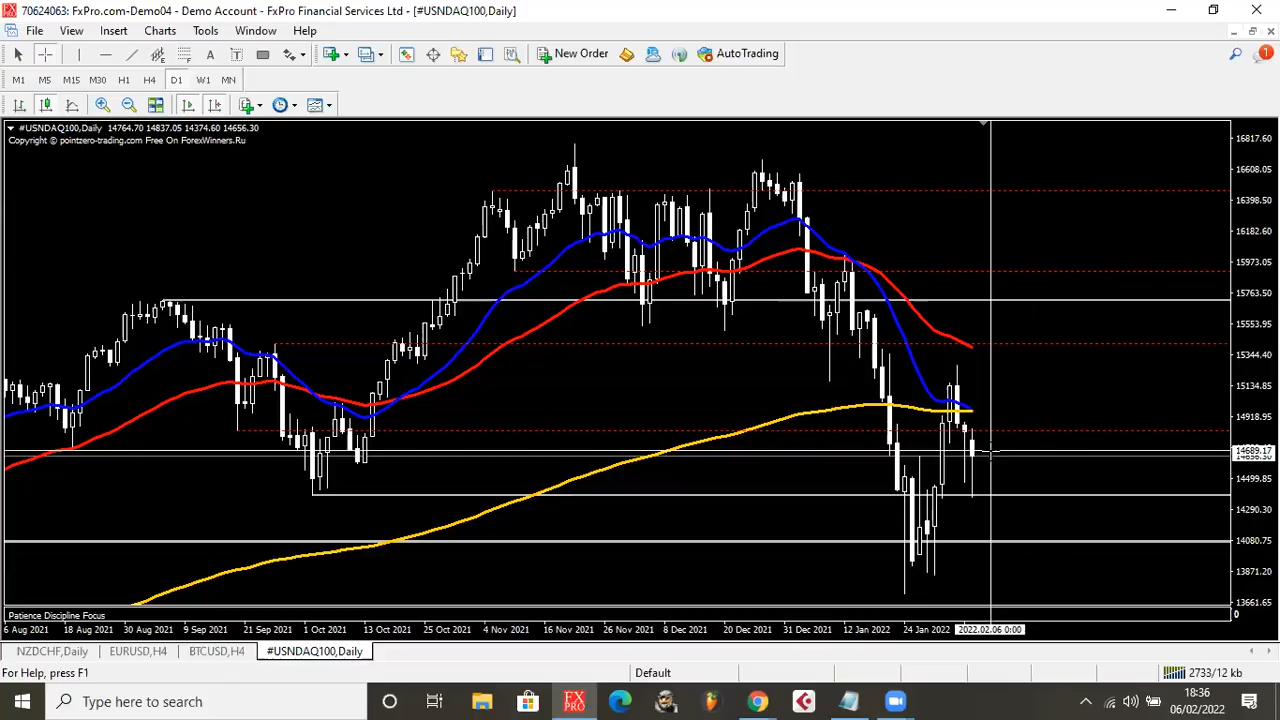 70624063: FxPro.com-Demo04 - Demo Account - FxPro Financial Services Ltd - [#USNDAQ100,Daily]
File View Insert Charts Tools Window Help
New Order AutoTrading 1
M1 M5 M15 M30 H1 H4 D1 W1 MN
#USNDAQ100,Daily 14764.70 14837.05 14374.60 14656.30
Copyright © pointzero-trading.com Free On ForexWinners.Ru
16817.60
16608.05
16398.50
16182.60
15973.05
15763.50
15553.95
15344.40
15134.85
14918.95
14689.17
14499.85
14290.30
14080.75
13871.20
13661.65
Patience Discipline Focus 0
6 Aug 2021 18 Aug 2021 30 Aug 2021 9 Sep 2021 21 Sep 2021 1 Oct 2021 13 Oct 2021 25 Oct 2021 4 Nov 2021 16 Nov 2021 26 Nov 2021 8 Dec 2021 20 Dec 2021 31 Dec 2021 12 Jan 2022 24 Jan 2022 2022.02.06 0:00
NZDCHF,Daily EURUSD,H4 BTCUSD,H4 #USNDAQ100,Daily
For Help, press F1 Default 2733/12 kb
Type here to search FX PRO 18:36
06/02/2022